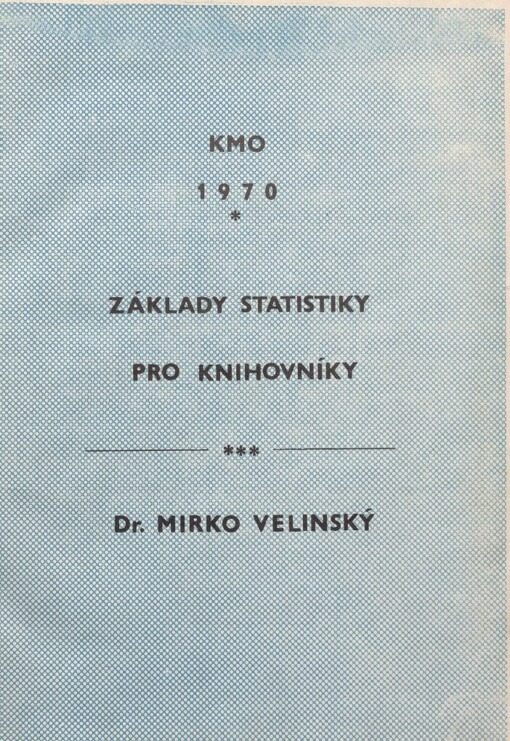 KMO
1970
*
ZÁKLADY STATISTIKY
PRO KNIHOVNÍKY
***
Dr. MIRKO VELINSKÝ